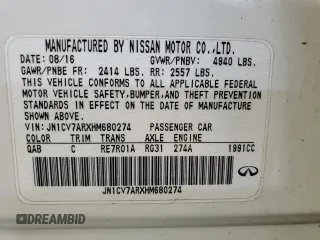 MANUFACTURED BY NISSAN MOTOR CO.,LTD.
DATE: 08/16 GVWR/PNBV: 4940 LBS.
GAWR/PNBE FR: 2414 LBS. RR: 2557 LBS.
THIS VEHICLE CONFORMS TO ALL APPLICABLE FEDERAL
MOTOR VEHICLE SAFETY,BUMPER,AND THEFT PREVENTION
STANDARDS IN EFFECT ON THE DATE OF MANUFACTURE
SHOWN ABOVE.
VIN: JN1CV7ARXHM680274 PASSENGER CAR
COLOR TRIM TRANS AXLE ENGINE
QAB C RE7R01A RG31 274A 1991CC
JN1CV7ARXHM680274
INFINITI
DREAMBID